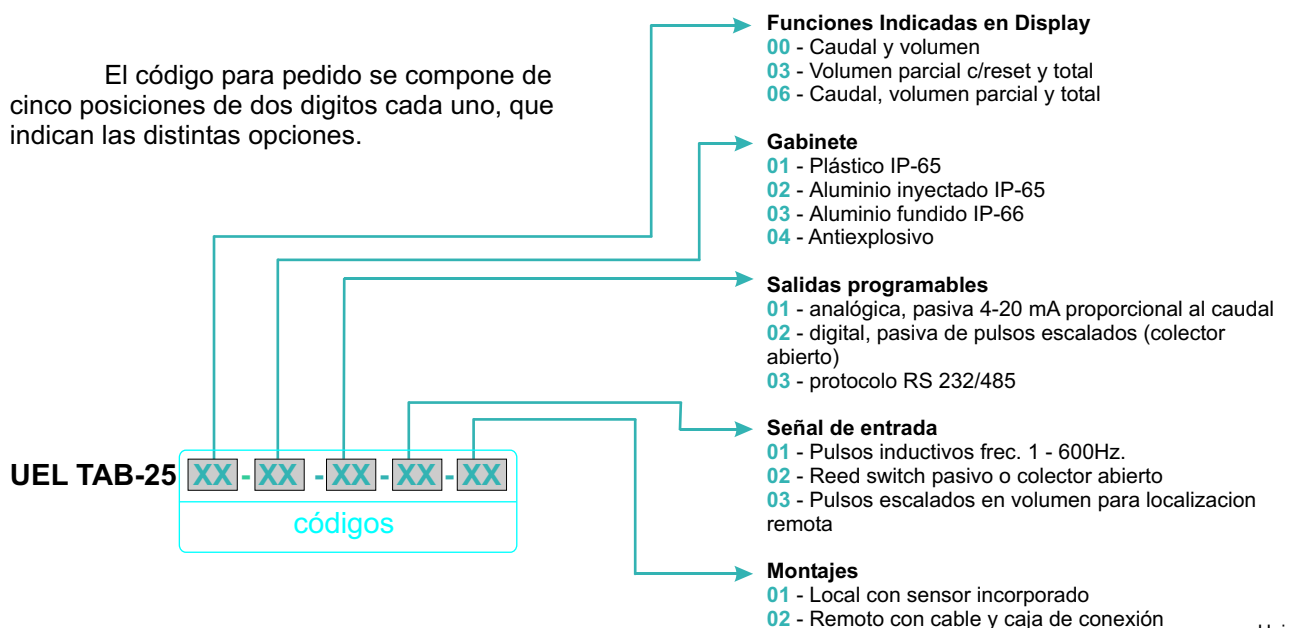 El código para pedido se compone de
cinco posiciones de dos digitos cada uno, que
indican las distintas opciones.
Funciones Indicadas en Display
00 - Caudal y volumen
03 - Volumen parcial c/reset y total
06 - Caudal, volumen parcial y total
Gabinete
01 - Plástico IP-65
02 - Aluminio inyectado IP-65
03 - Aluminio fundido IP-66
04 - Antiexplosivo
Salidas programables
01 - analógica, pasiva 4-20 mA proporcional al caudal
02 - digital, pasiva de pulsos escalados (colector
abierto)
03 - protocolo RS 232/485
Señal de entrada
01 - Pulsos inductivos frec. 1 - 600Hz.
02 - Reed switch pasivo o colector abierto
03 - Pulsos escalados en volumen para localizacion
remota
Montajes
01 - Local con sensor incorporado
02 - Remoto con cable y caja de conexión
UEL TAB-25 XX - XX - XX - XX - XX
códigos